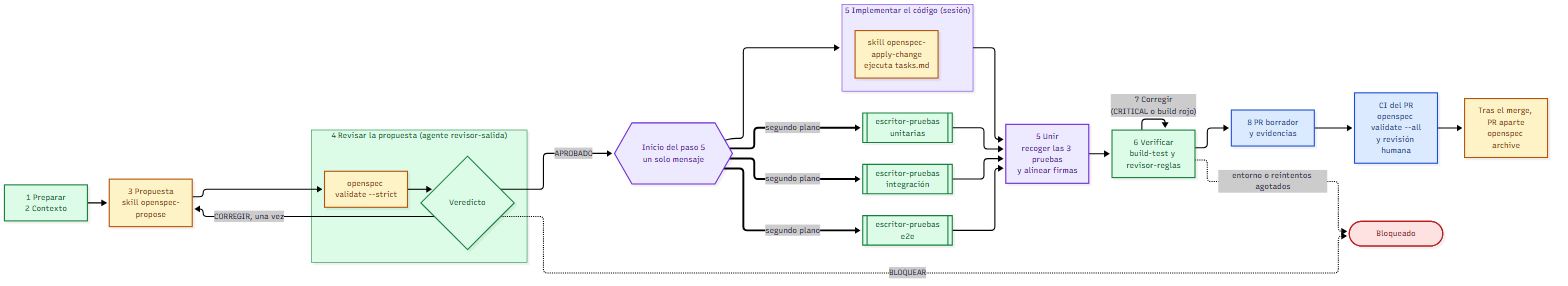 1 Preparar
2 Contexto
3 Propuesta
skill openspec-
propose
4 Revisar la propuesta (agente revisor-salida)
openspec
validate --strict
Veredicto
CORREGIR, una vez
APROBADO
BLOQUEAR
Inicio del paso 5
un solo mensaje
5 Implementar el código (sesión)
skill openspec-
apply-change
ejecuta tasks.md
segundo plano
escritor-pruebas
unitarias
segundo plano
escritor-pruebas
integración
segundo plano
escritor-pruebas
e2e
5 Unir
recoger las 3
pruebas
y alinear firmas
7 Corregir
(CRITICAL o build rojo)
6 Verificar
build-test y
revisor-reglas
entorno o reintentos
agotados
8 PR borrador
y evidencias
CI del PR
openspec
validate --all
y revisión
humana
Tras el merge,
PR aparte
openspec
archive
Bloqueado